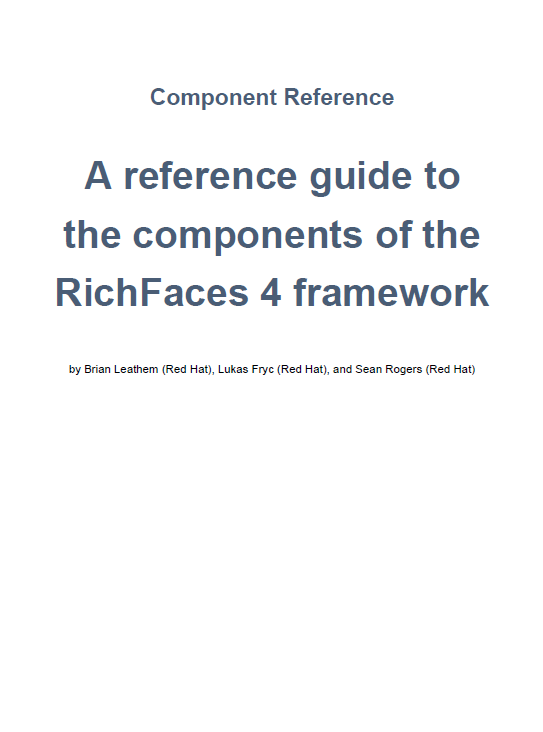 Component Reference
A reference guide to
the components of the
RichFaces 4 framework
by Brian Leathem (Red Hat), Lukas Fryc (Red Hat), and Sean Rogers (Red Hat)